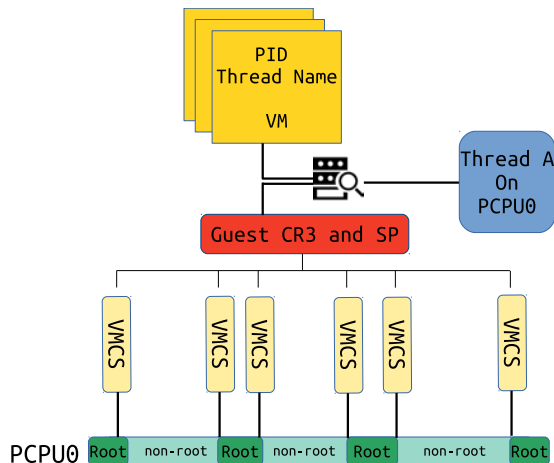 PID
Thread Name
VM
Thread A
On
PCPU0
Guest CR3 and SP
VMCS VMCS VMCS VMCS VMCS VMCS
PCPU0 Root non-root Root non-root Root non-root Root